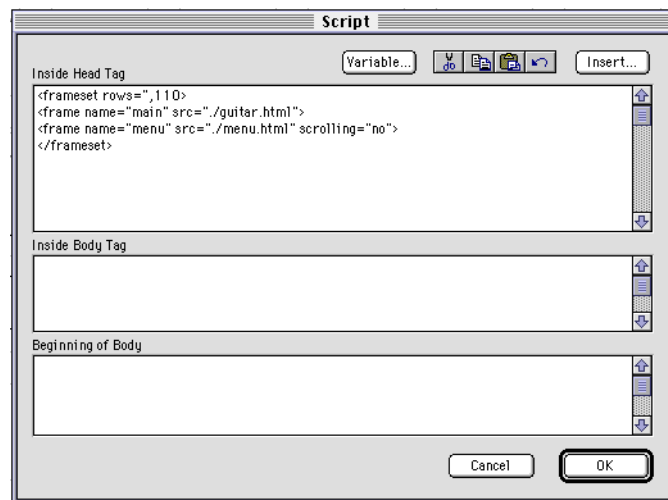 Script
Variable...
Insert...
Inside Head Tag
<frameset rows=",110>
<frame name="main" src="./guitar.html">
<frame name="menu" src="./menu.html" scrolling="no">
</frameset>
Inside Body Tag
Beginning of Body
Cancel
OK